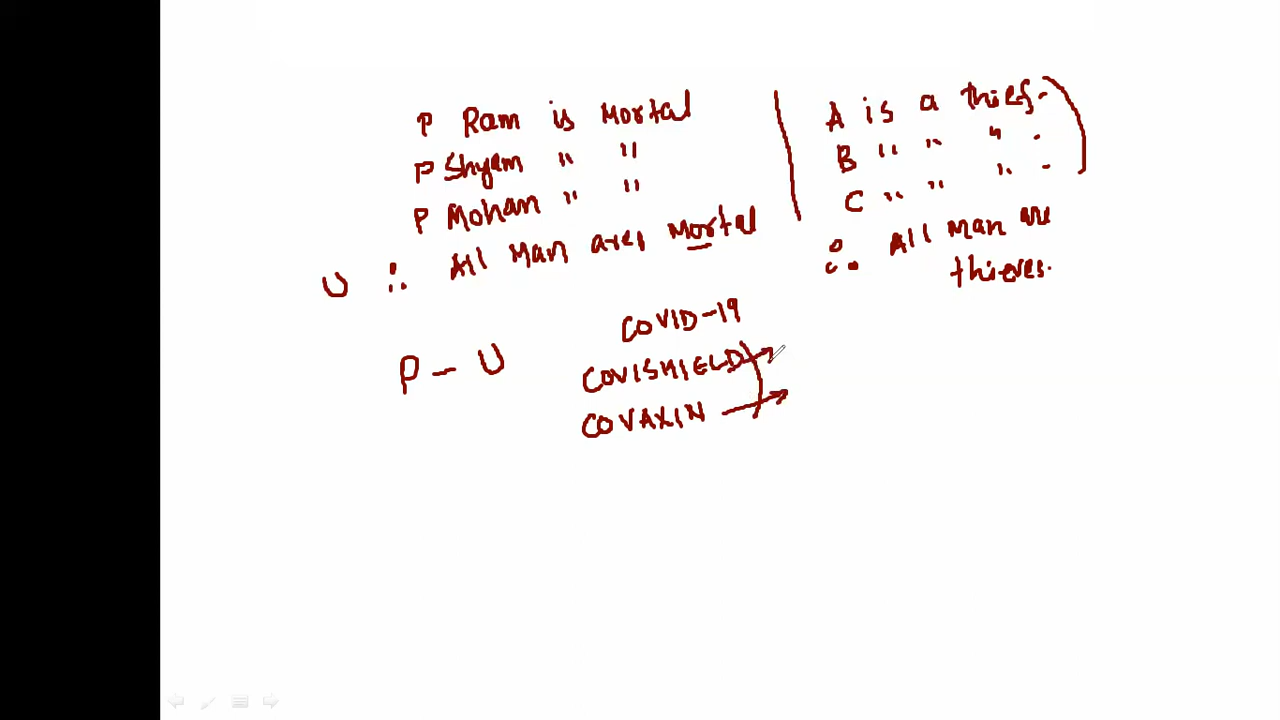 P Ram is Mortal
P Shyam " "
P Mohan " "
U ∴ All Man are, Mortal
A is a thief.
B " " " .
C " " " .
∴ All man are
thieves.
P - U
COVID-19
COVISHIELD →
COVAXIN →